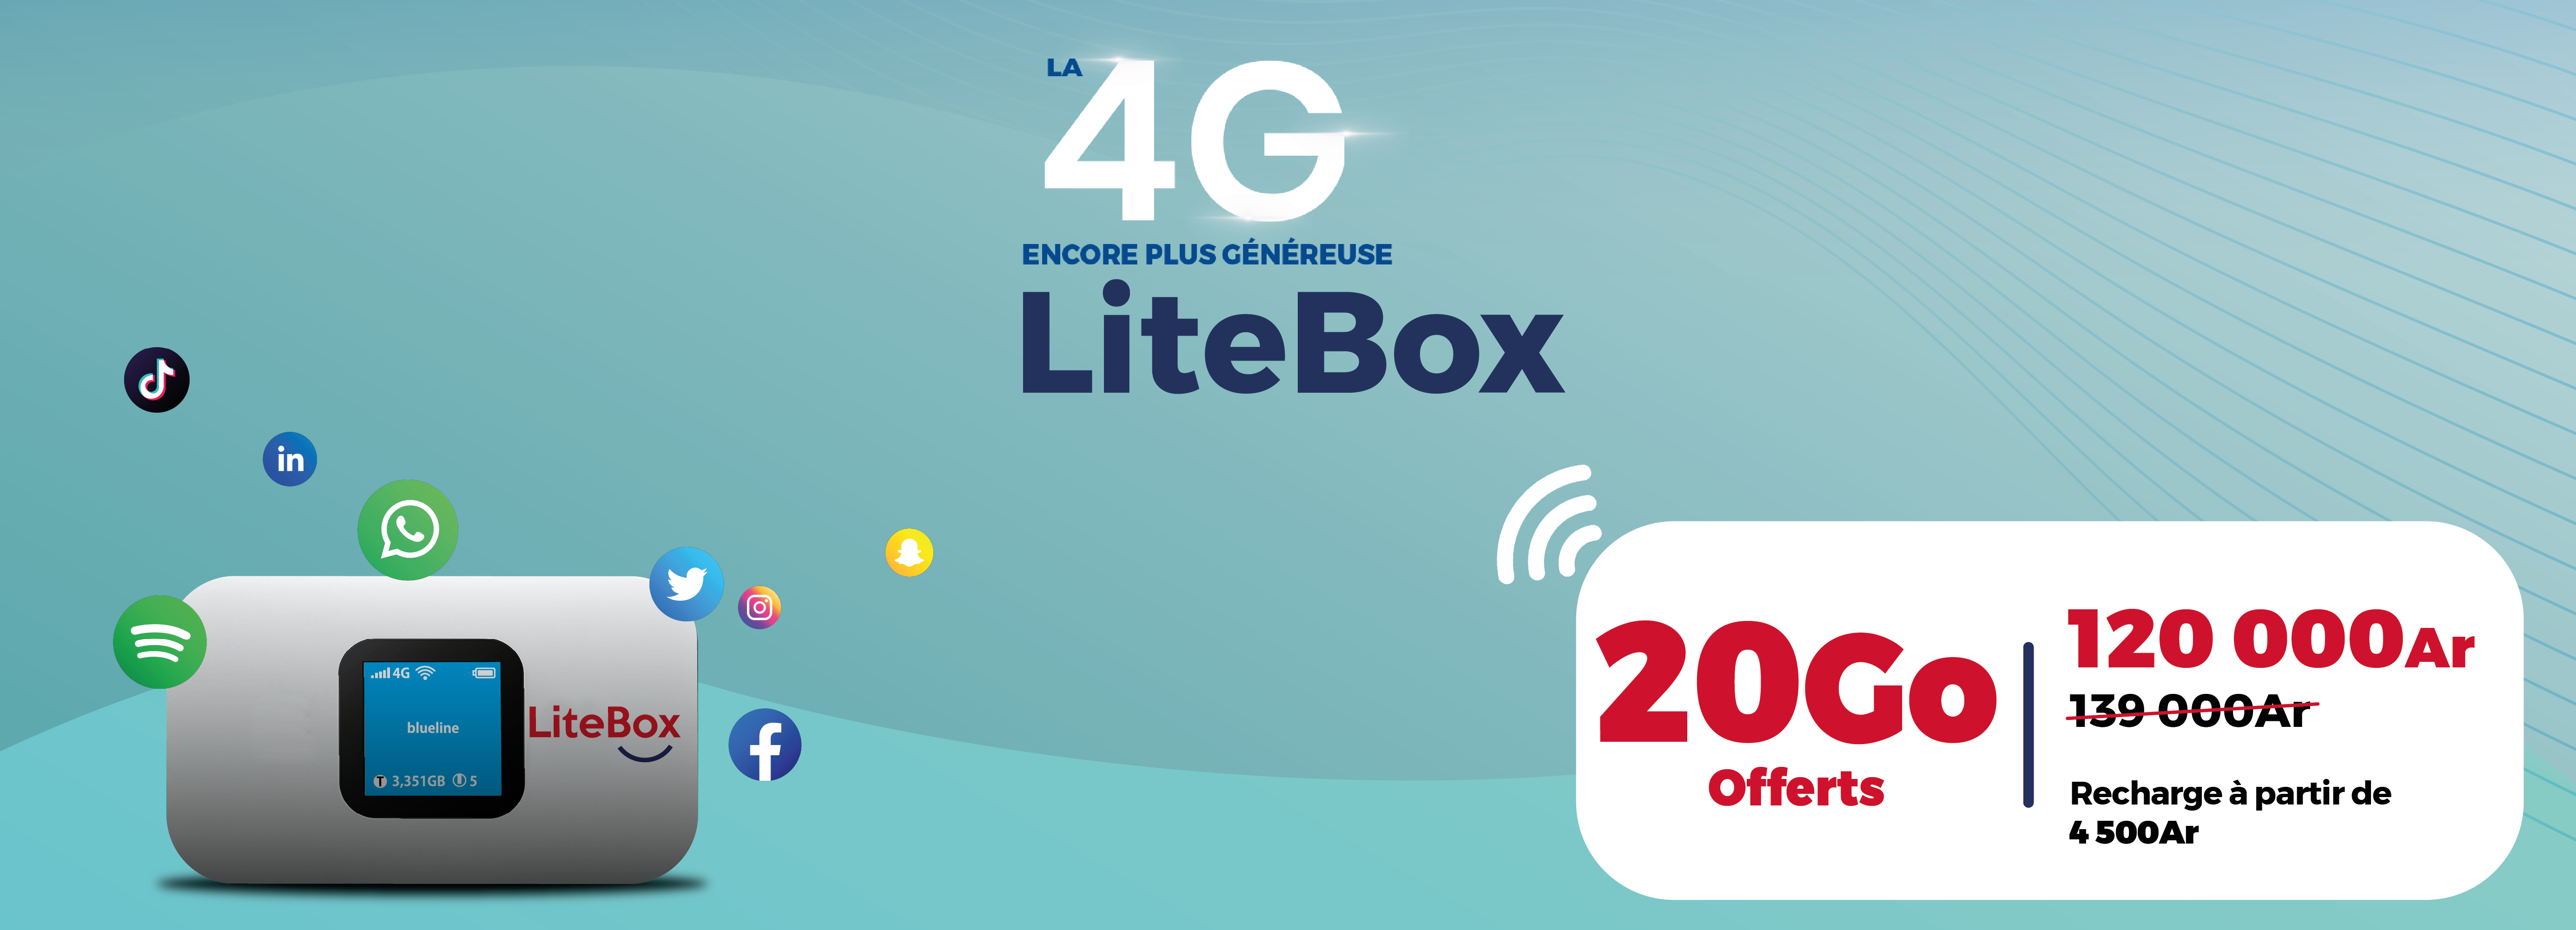 LA
4G
ENCORE PLUS GÉNÉREUSE
LiteBox
in
4G
blueline
T 3,351GB 5
LiteBox
20Go
Offerts
120 000Ar
139 000Ar
Recharge à partir de
4 500Ar